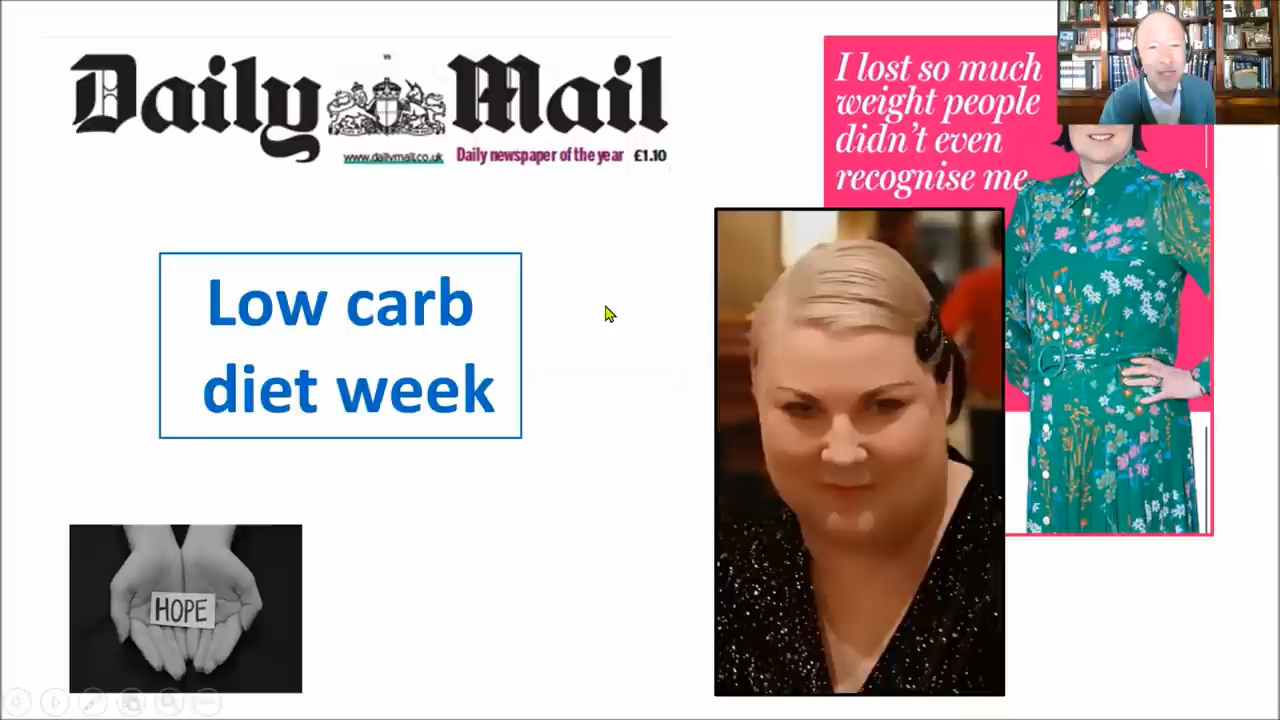 Daily Mail
www.dailymail.co.uk Daily newspaper of the year £1.10
I lost so much
weight people
didn't even
recognise me
Low carb
diet week
HOPE